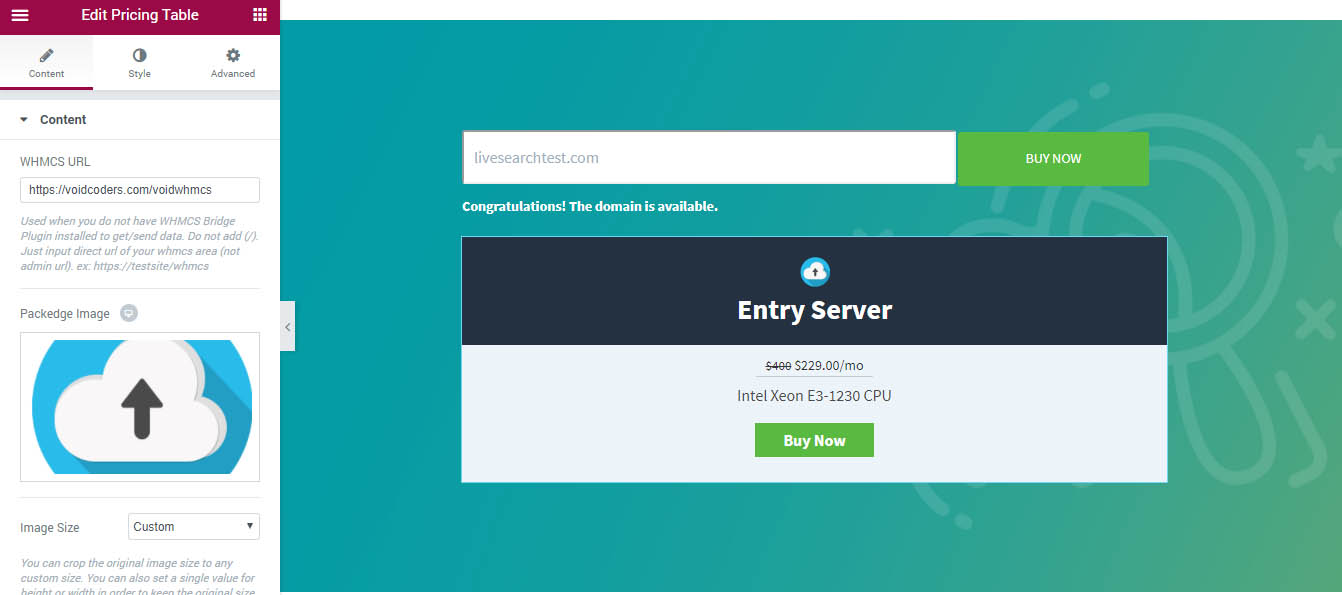 Edit Pricing Table
Content
Style
Advanced
Content
WHMCS URL
https://voidcoders.com/voidwhmcs
Used when you do not have WHMCS Bridge
Plugin installed to get/send data. Do not add (/).
Just input direct url of your whmcs area (not
admin url). ex: https://testsite/whmcs
Packedge Image
Image Size
Custom
You can crop the original image size to any
custom size. You can also set a single value for
height or width in order to keep the original size
livesearchtest.com
BUY NOW
Congratulations! The domain is available.
Entry Server
$400 $229.00/mo
Intel Xeon E3-1230 CPU
Buy Now